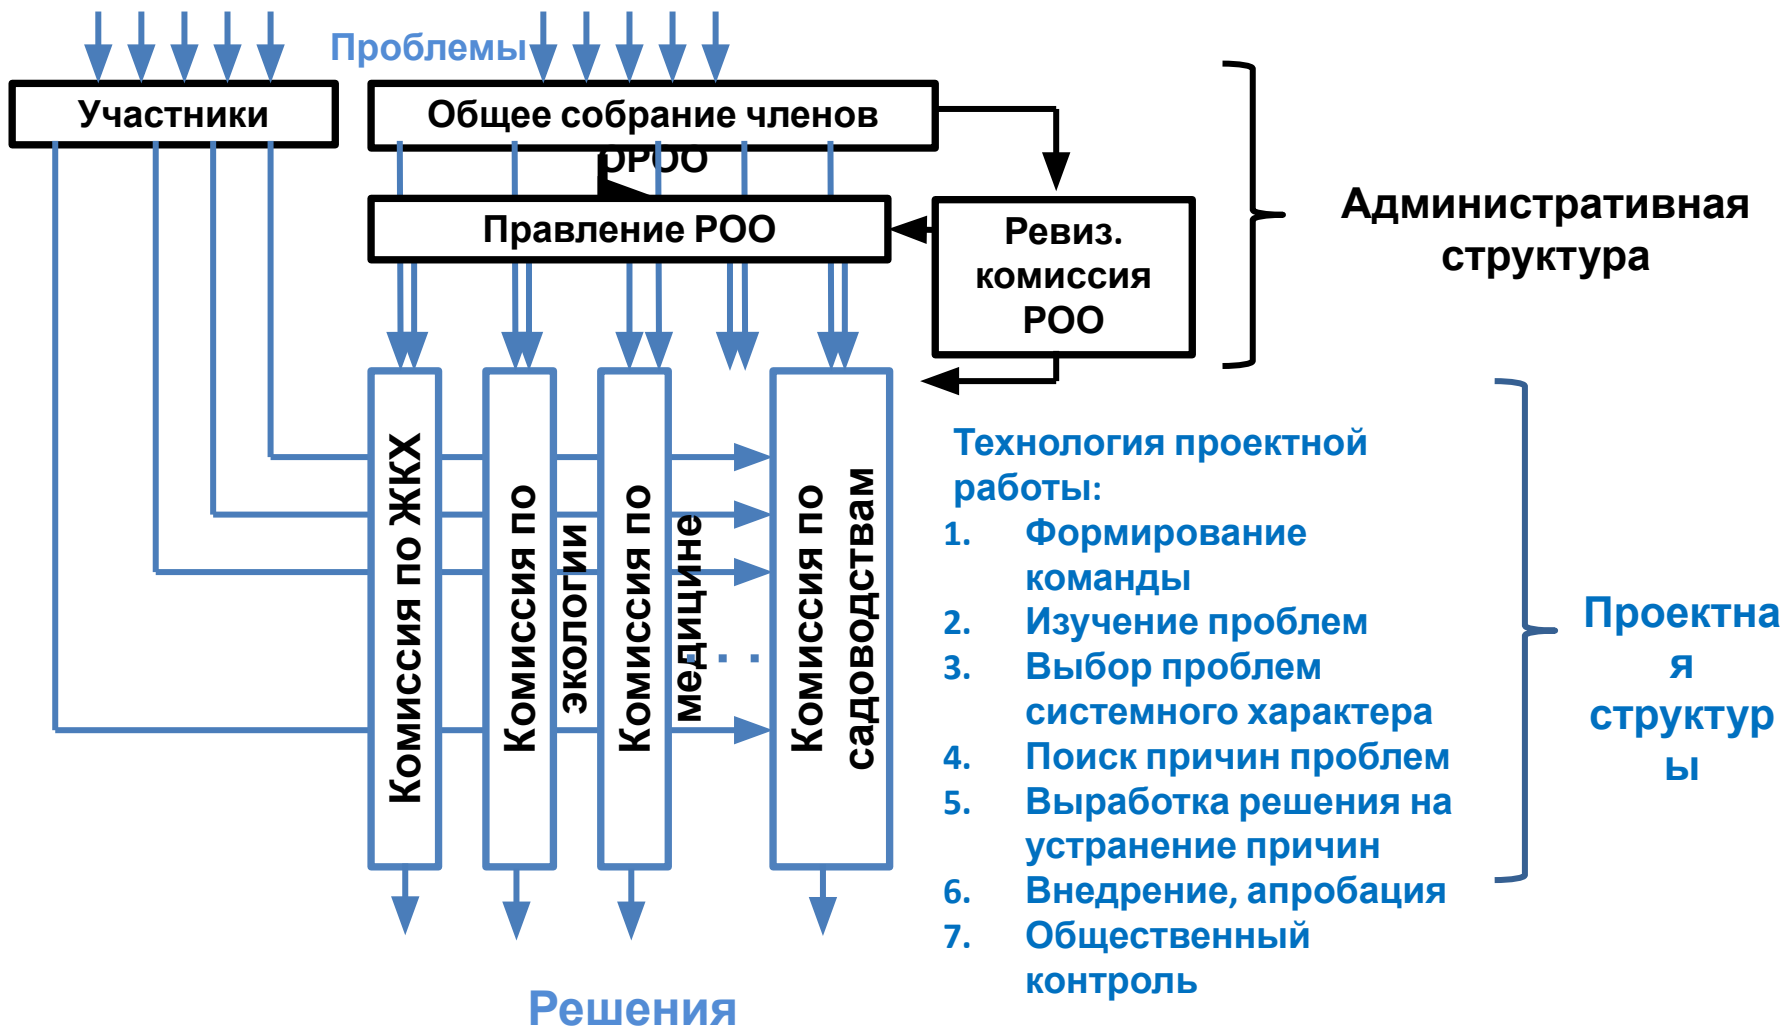 Проблемы
Участники
Общее собрание членов
ОРОО
Правление РОО
Ревиз.
комиссия
РОО
Административная
структура
Комиссия по ЖКХ
Комиссия по
экологии
Комиссия по
медицине
. . .
Комиссия по
садоводствам
Технология проектной
работы:
1. Формирование
команды
2. Изучение проблем
3. Выбор проблем
системного характера
4. Поиск причин проблем
5. Выработка решения на
устранение причин
6. Внедрение, апробация
7. Общественный
контроль
Проектна
я
структур
ы
Решения